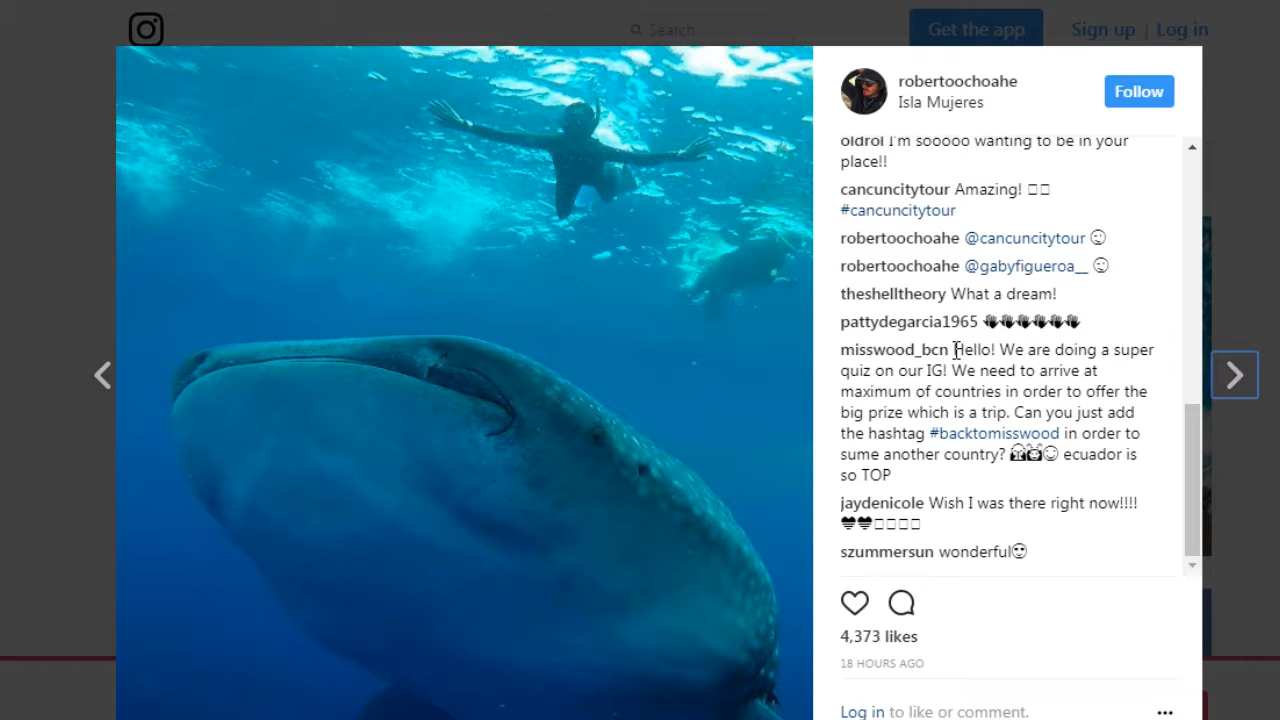 Search
Get the app
Sign up | Log in
robertoochoahe
Isla Mujeres
Follow
oldrol I'm sooooo wanting to be in your
place!!
cancuncitytour Amazing!
#cancuncitytour
robertoochoahe @cancuncitytour
robertoochoahe @gabyfigueroa__
theshelltheory What a dream!
pattydegarcia1965
misswood_bcn Hello! We are doing a super
quiz on our IG! We need to arrive at
maximum of countries in order to offer the
big prize which is a trip. Can you just add
the hashtag #backtomisswood in order to
sume another country? ecuador is
so TOP
jaydenicole Wish I was there right now!!!!
szummersun wonderful
4,373 likes
18 HOURS AGO
Log in to like or comment.